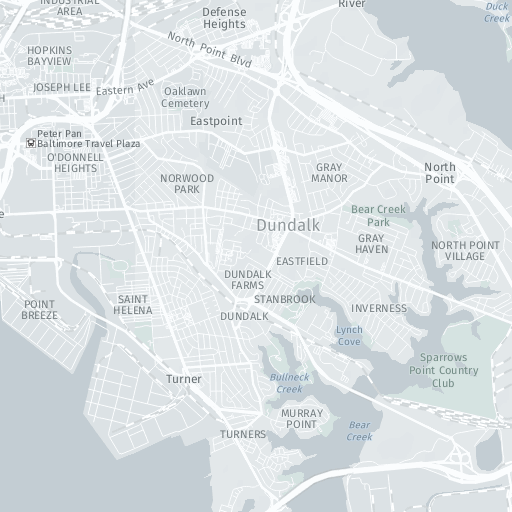 INDUSTRIAL
AREA
River
Duck
Creek
Defense
Heights
North Point Blvd
HOPKINS
BAYVIEW
JOSEPH LEE
Eastern Ave
Oaklawn
Cemetery
Eastpoint
Peter Pan
Baltimore Travel Plaza
O'DONNELL
HEIGHTS
NORWOOD
PARK
GRAY
MANOR
North
Point
Bear Creek
Park
Dundalk
GRAY
HAVEN
NORTH POINT
VILLAGE
EASTFIELD
DUNDALK
FARMS
STANBROOK
POINT
BREEZE
SAINT
HELENA
DUNDALK
INVERNESS
Lynch
Cove
Sparrows
Point Country
Club
Turner
Bullneck
Creek
MURRAY
POINT
TURNERS
Bear
Creek